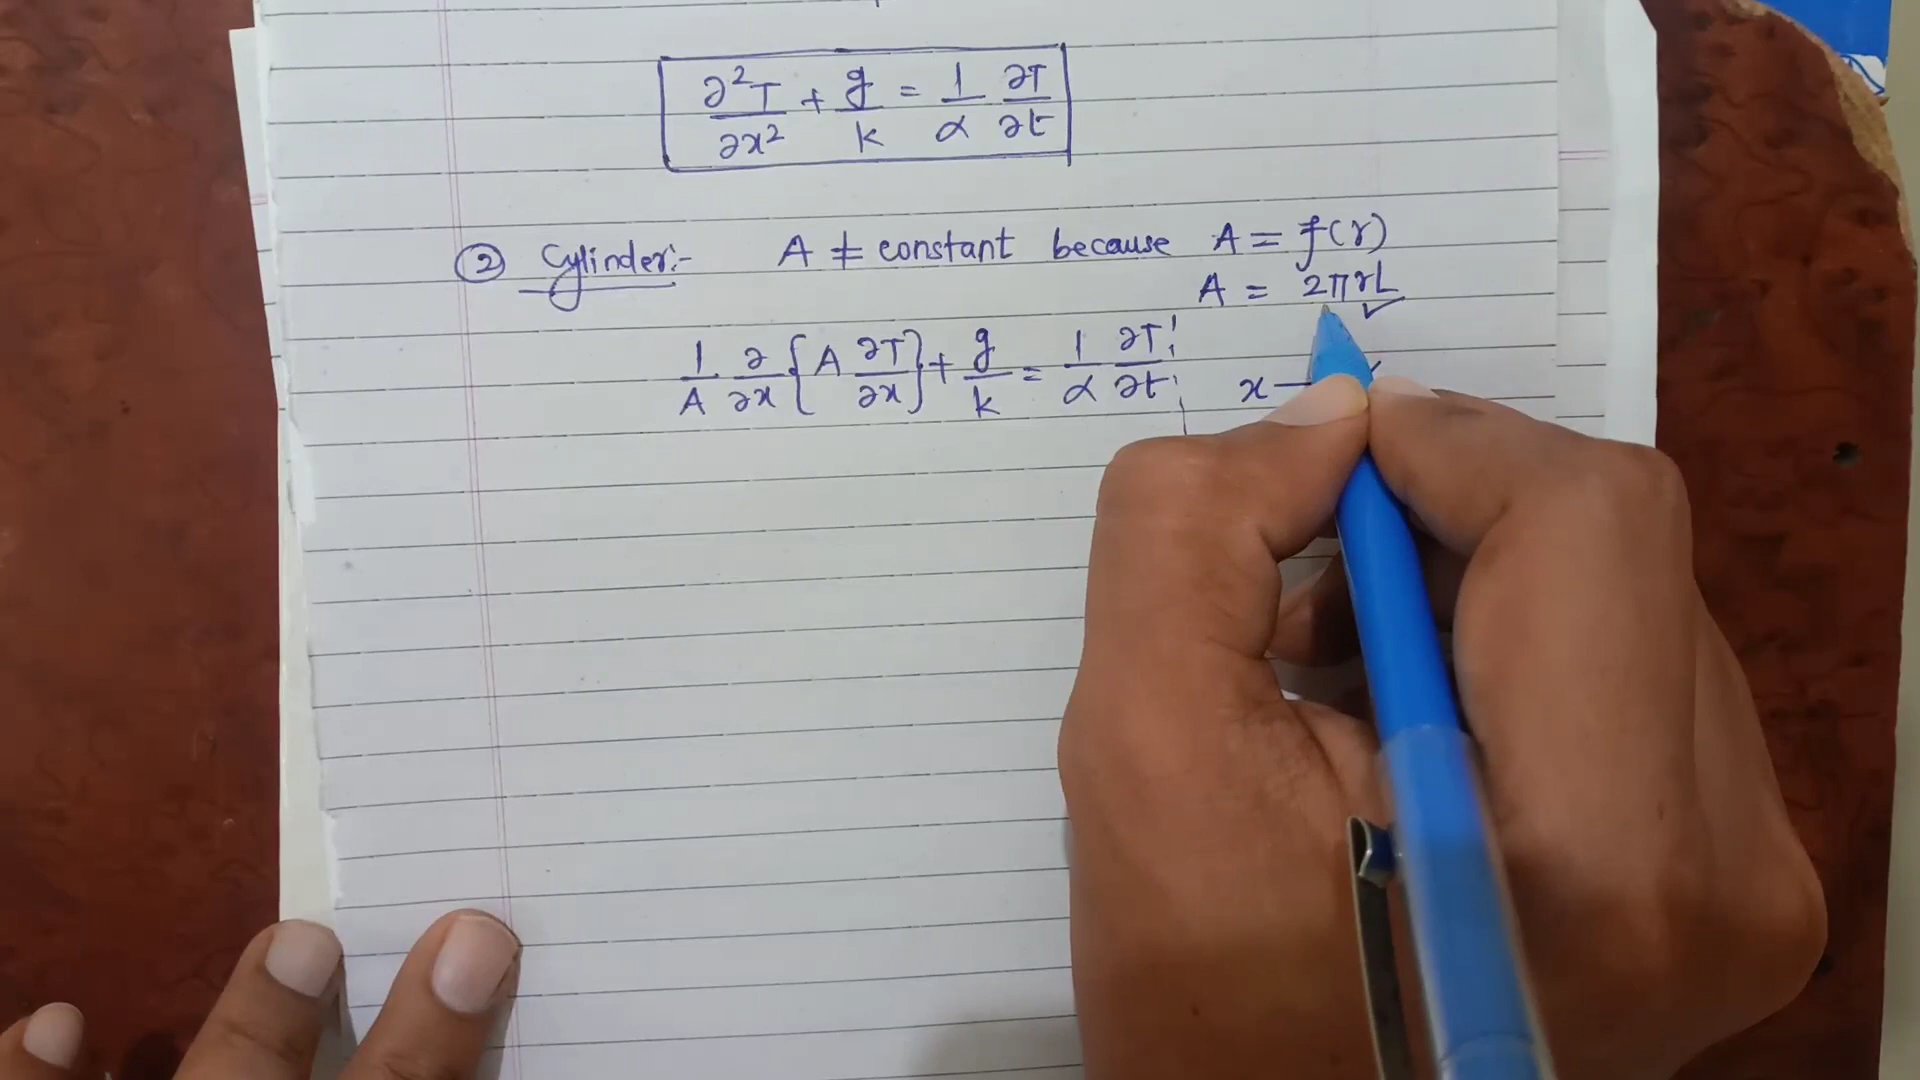 ∂²T/∂x² + g/k = 1/α ∂T/∂t
② Cylinder:- A ≠ constant because A = f(r)
A = 2πrL ✓
1/A ∂/∂x {A ∂T/∂x} + g/k = 1/α ∂T/∂t x —